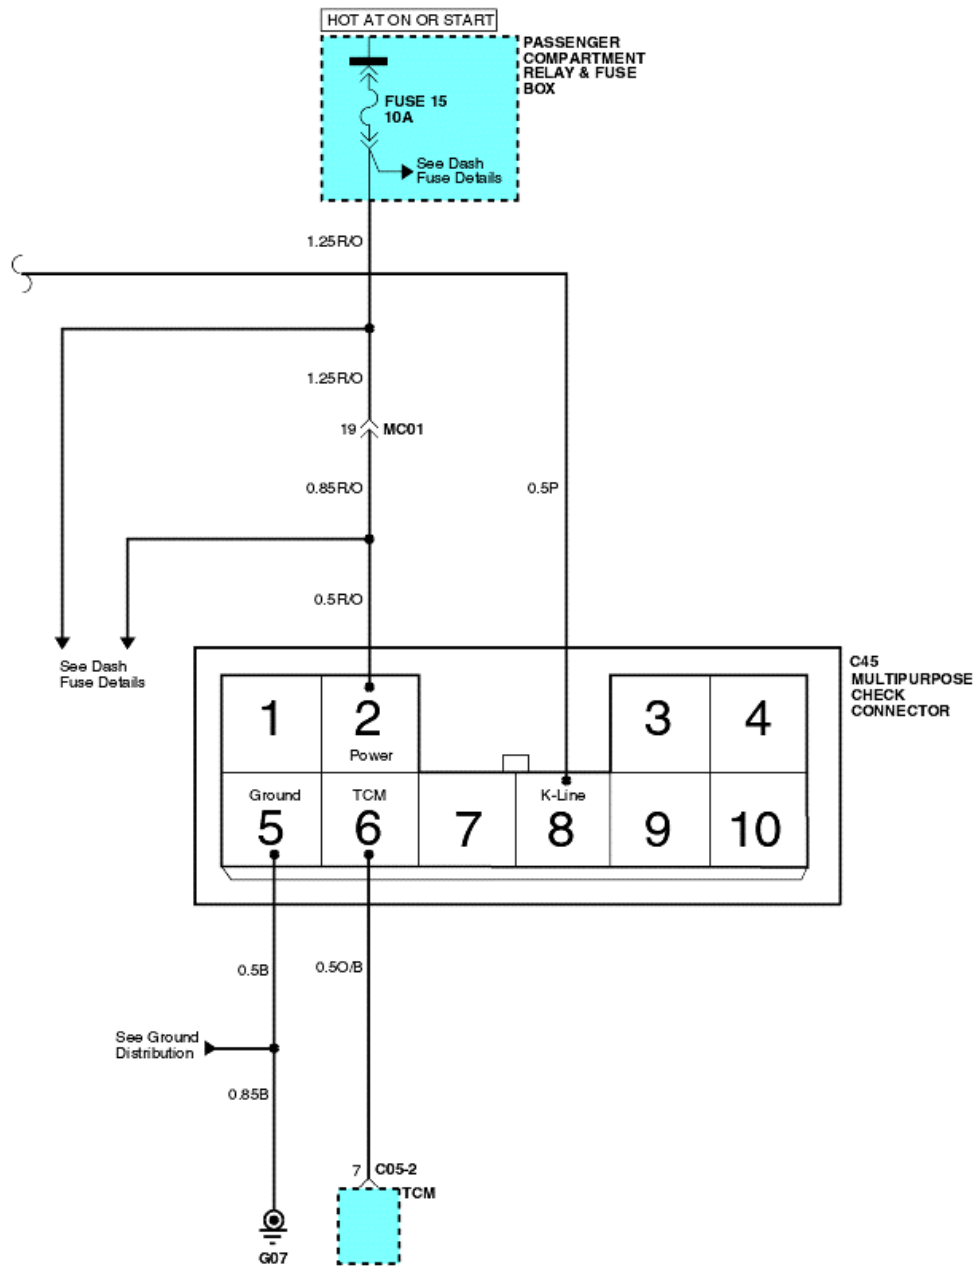 HOT AT ON OR START
PASSENGER
COMPARTMENT
RELAY & FUSE
BOX
FUSE 15
10A
See Dash
Fuse Details
1.25R/O
1.25R/O
19
MC01
0.85R/O
0.5P
0.5R/O
See Dash
Fuse Details
C45
MULTIPURPOSE
CHECK
CONNECTOR
1
2
3
4
Power
Ground
TCM
K-Line
5
6
7
8
9
10
0.5B
0.5O/B
See Ground
Distribution
0.85B
7
C05-2
TCM
G07